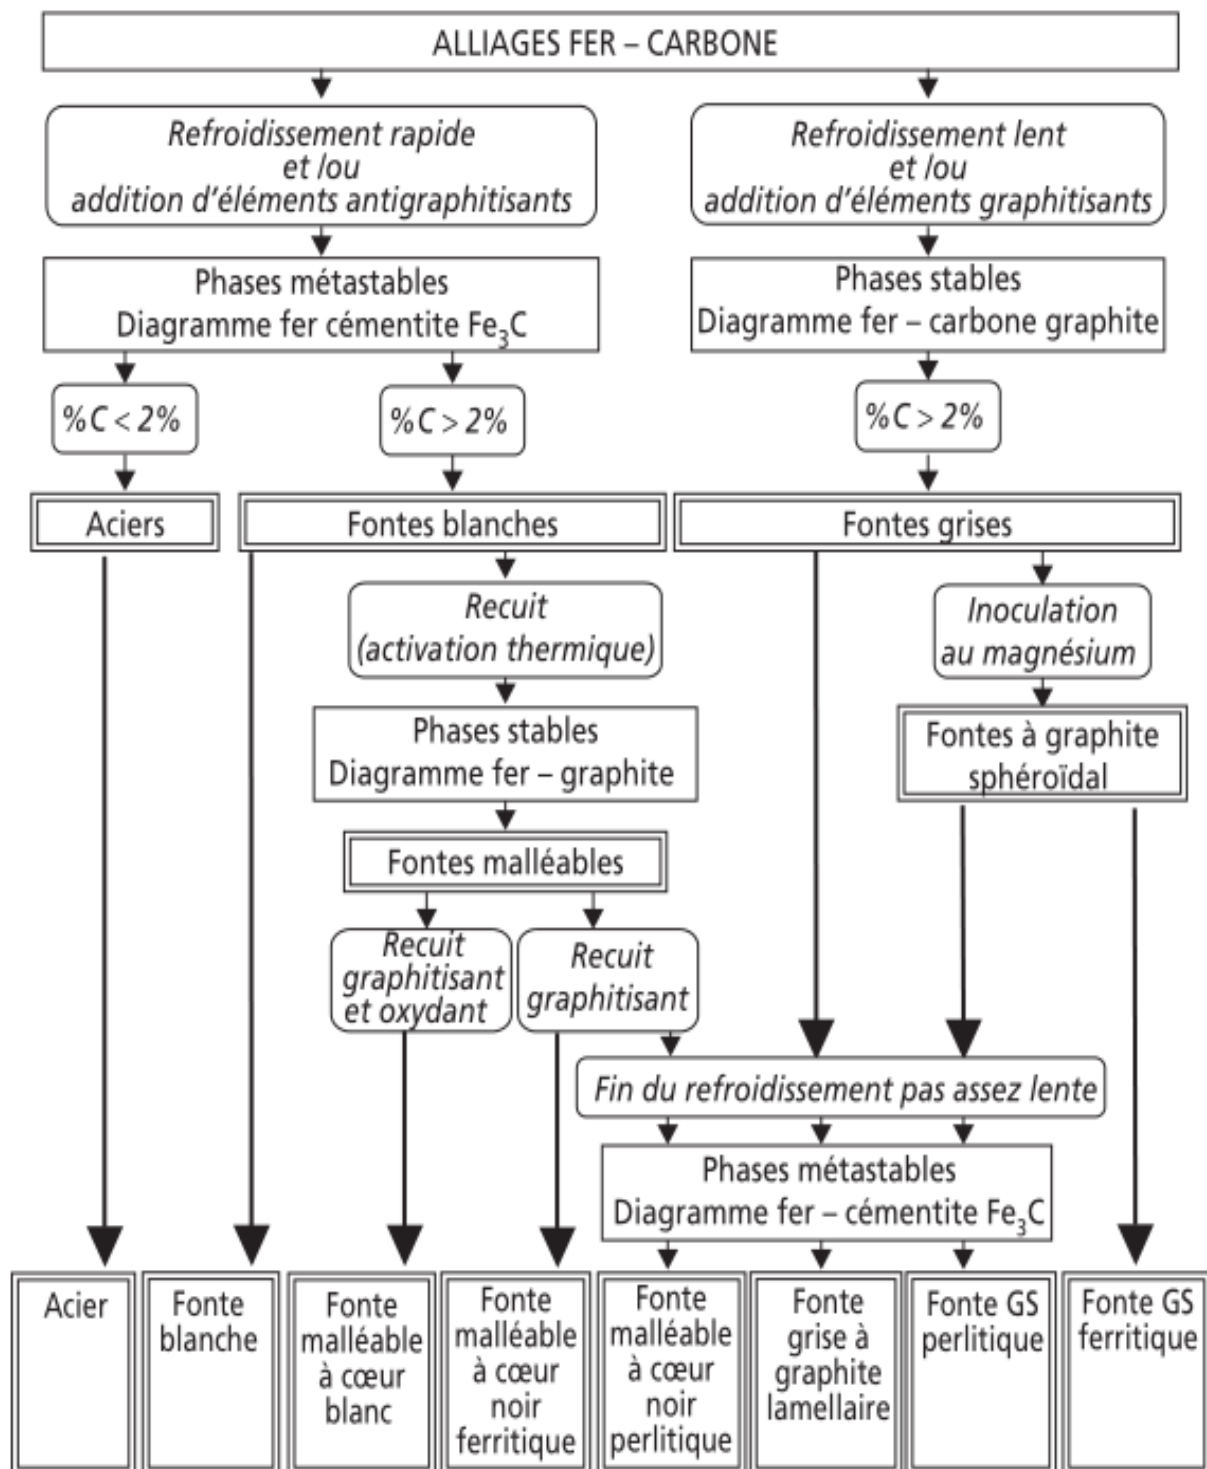 ALLIAGES FER – CARBONE
Refroidissement rapide
et /ou
addition d'éléments antigraphitisants
Refroidissement lent
et /ou
addition d'éléments graphitisants
Phases métastables
Diagramme fer cémentite Fe₃C
Phases stables
Diagramme fer – carbone graphite
%C < 2%
%C > 2%
%C > 2%
Aciers
Fontes blanches
Fontes grises
Recuit
(activation thermique)
Inoculation
au magnésium
Phases stables
Diagramme fer – graphite
Fontes à graphite
sphéroïdal
Fontes malléables
Recuit
graphitisant
et oxydant
Recuit
graphitisant
Fin du refroidissement pas assez lente
Phases métastables
Diagramme fer – cémentite Fe₃C
Acier
Fonte
blanche
Fonte
malléable
à cœur
blanc
Fonte
malléable
à cœur
noir
ferritique
Fonte
malléable
à cœur
noir
perlitique
Fonte
grise à
graphite
lamellaire
Fonte GS
perlitique
Fonte GS
ferritique